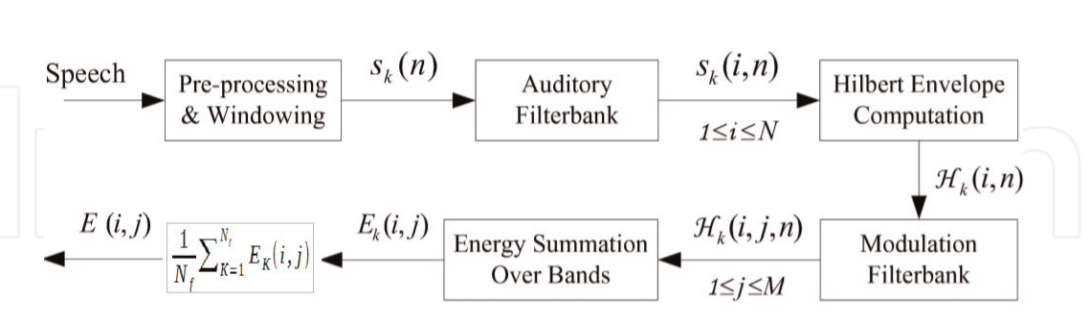 Speech
Pre-processing
& Windowing
s_k(n)
Auditory
Filterbank
s_k(i,n)
1≤i≤N
Hilbert Envelope
Computation
ℋ_k(i,n)
Modulation
Filterbank
ℋ_k(i,j,n)
1≤j≤M
Energy Summation
Over Bands
E_k(i,j)
1/N_f ∑_{K=1}^{N_f} E_K(i,j)
E (i,j)